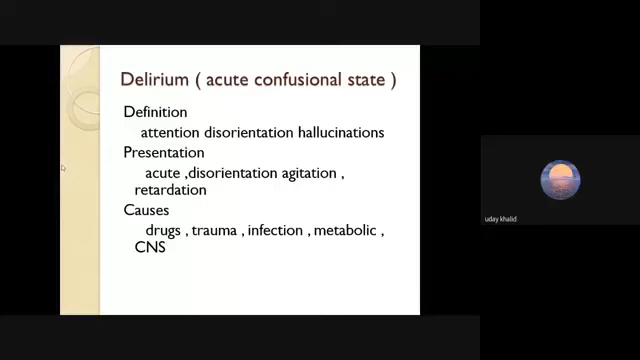 Delirium ( acute confusional state )
Definition
attention disorientation hallucinations
Presentation
acute ,disorientation agitation ,
retardation
Causes
drugs , trauma , infection , metabolic ,
CNS
uday khalid